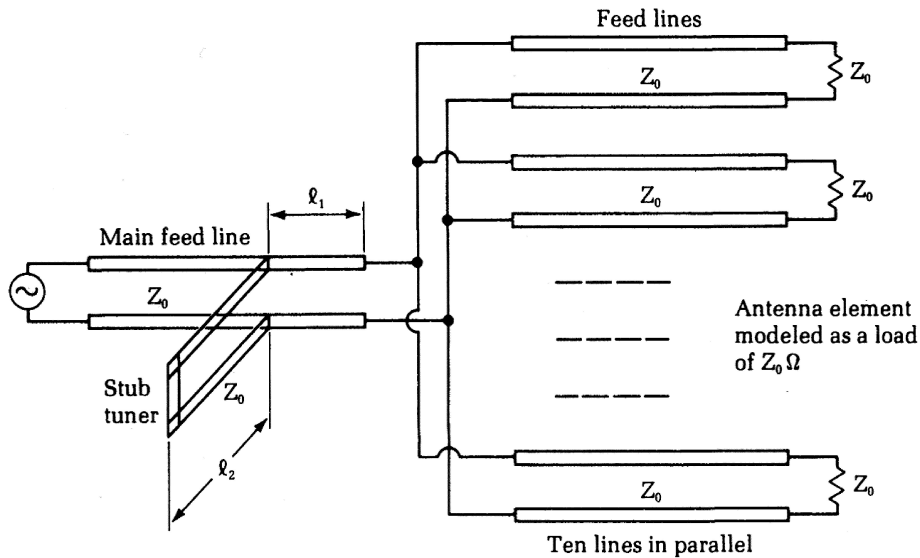 Feed lines
Z₀
Z₀
Z₀
Z₀
ℓ₁
Main feed line
Z₀
Antenna element
modeled as a load
of Z₀ Ω
Stub
tuner
Z₀
ℓ₂
Z₀
Z₀
Ten lines in parallel